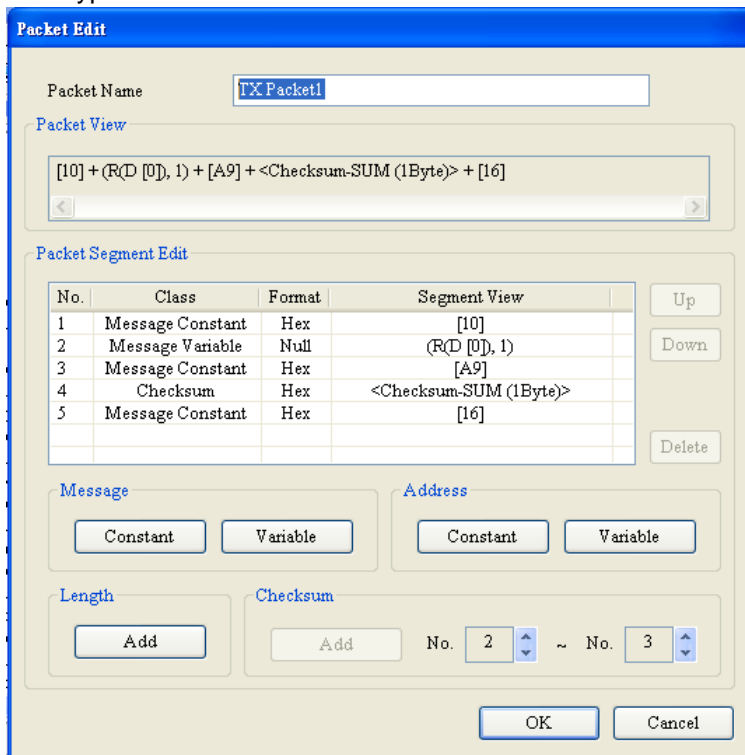 Packet Edit
Packet Name TX Packet1
Packet View
[10] + (R(D [0]), 1) + [A9] + <Checksum-SUM (1Byte)> + [16]
Packet Segment Edit
No. Class Format Segment View
1 Message Constant Hex [10]
2 Message Variable Null (R(D [0]), 1)
3 Message Constant Hex [A9]
4 Checksum Hex <Checksum-SUM (1Byte)>
5 Message Constant Hex [16]
Up
Down
Delete
Message
Constant Variable
Address
Constant Variable
Length
Add
Checksum
Add No. 2 ~ No. 3
OK Cancel